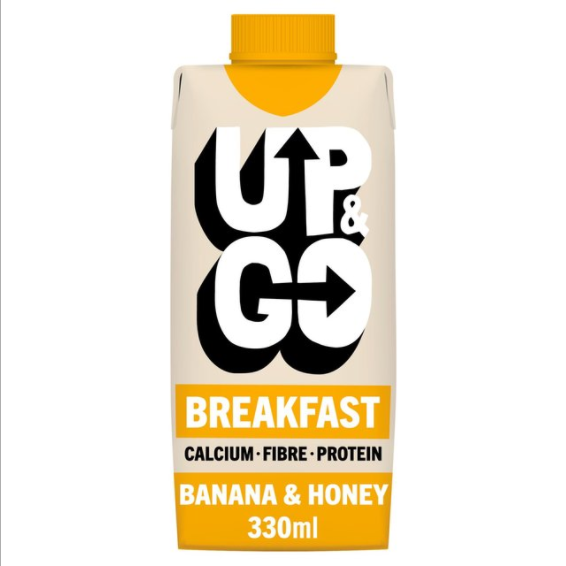 UP
&
GO
BREAKFAST
CALCIUM · FIBRE · PROTEIN
BANANA & HONEY
330ml